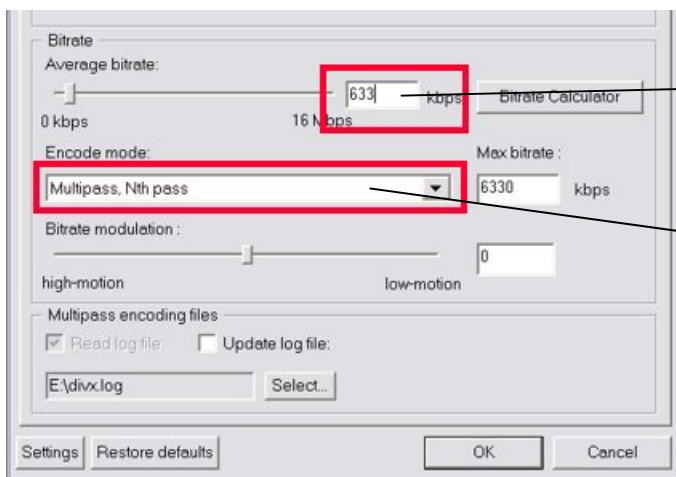 Bitrate
Average bitrate:
633 kbps Bitrate Calculator
0 kbps 16 Mbps
Encode mode: Max bitrate :
Multipass, Nth pass 6330 kbps
Bitrate modulation :
0
high-motion low-motion
Multipass encoding files
Read log file: Update log file:
E:\divx.log Select...
Settings Restore defaults OK Cancel